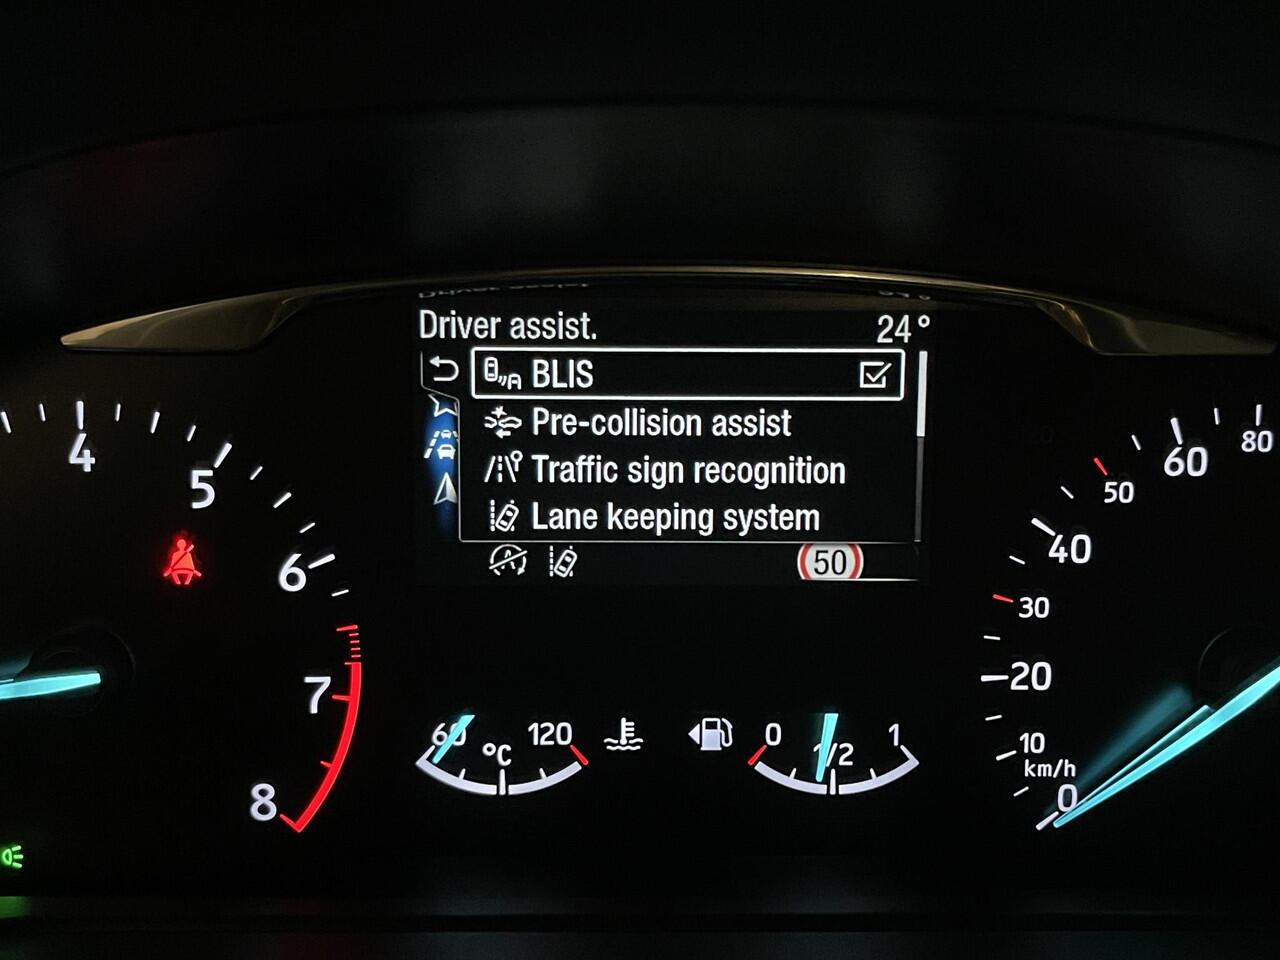 Driver assist. 24°
BLIS
Pre-collision assist
Traffic sign recognition
Lane keeping system
50
4
5
6
7
8
60 °C 120
0 1/2 1
0
10
km/h
20
30
40
50
60
80